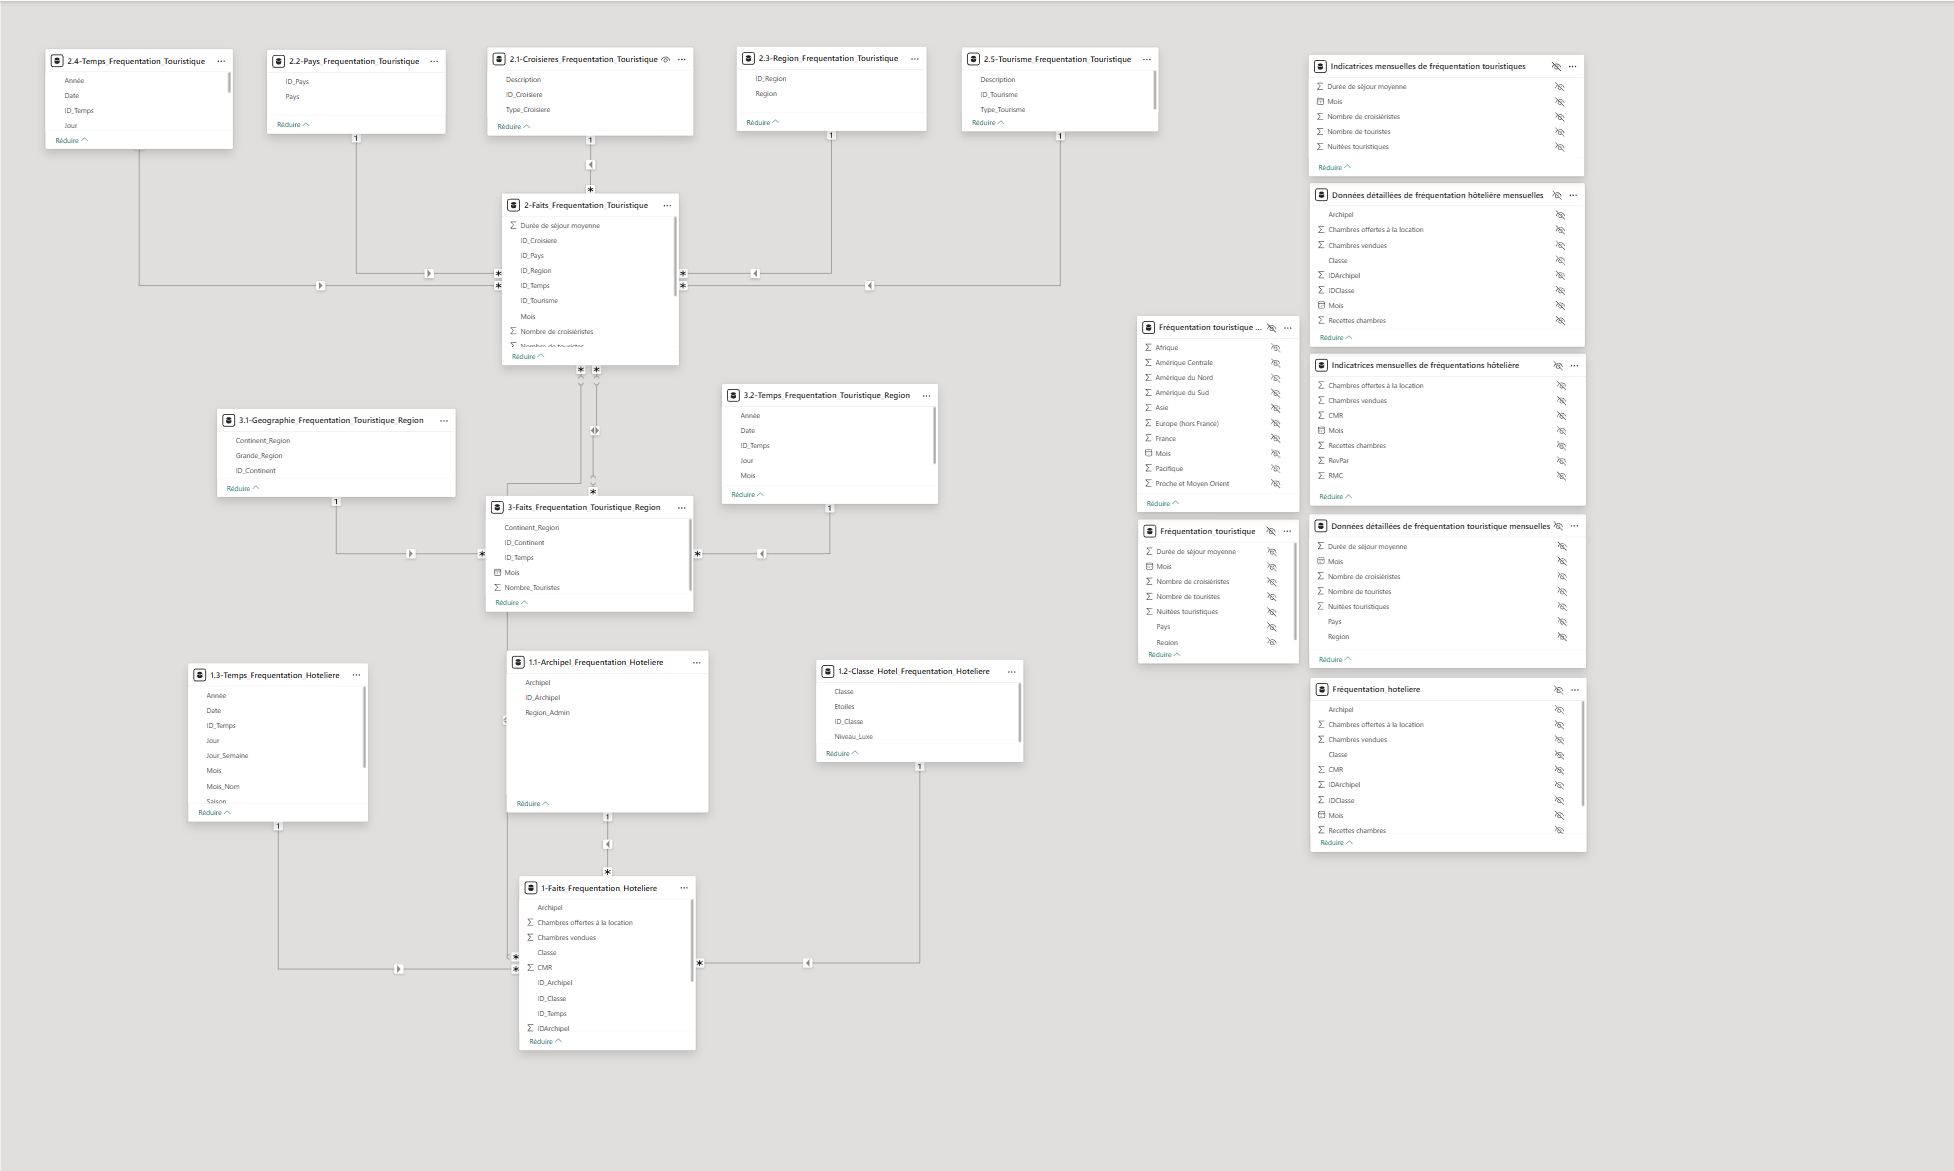 2.4-Temps_Frequentation_Touristique
Année
Date
ID_Temps
Jour
Réduire
2.2-Pays_Frequentation_Touristique
ID_Pays
Pays
Réduire
1
2.1-Croisieres_Frequentation_Touristique
Description
ID_Croisiere
Type_Croisiere
Réduire
1
*
2.3-Region_Frequentation_Touristique
ID_Region
Region
Réduire
1
2.5-Tourisme_Frequentation_Touristique
Description
ID_Tourisme
Type_Tourisme
Réduire
1
2-Faits_Frequentation_Touristique
Durée de séjour moyenne
ID_Croisiere
ID_Pays
ID_Region
ID_Temps
ID_Tourisme
Mois
Nombre de croisiéristes
Nombre de touristes
Réduire
*
*
*
*
*
*
3.1-Geographie_Frequentation_Touristique_Region
Continent_Region
Grande_Region
ID_Continent
Réduire
1
3.2-Temps_Frequentation_Touristique_Region
Année
Date
ID_Temps
Jour
Mois
Réduire
1
*
3-Faits_Frequentation_Touristique_Region
Continent_Region
ID_Continent
ID_Temps
Mois
Nombre_Touristes
Réduire
*
*
1.3-Temps_Frequentation_Hoteliere
Année
Date
ID_Temps
Jour
Jour_Semaine
Mois
Mois_Nom
Saison
Réduire
1
1.1-Archipel_Frequentation_Hoteliere
Archipel
ID_Archipel
Region_Admin
Réduire
1
*
1.2-Classe_Hotel_Frequentation_Hoteliere
Classe
Etoiles
ID_Classe
Niveau_Luxe
Réduire
1
1-Faits_Frequentation_Hoteliere
Archipel
Chambres offertes à la location
Chambres vendues
Classe
CMR
ID_Archipel
ID_Classe
ID_Temps
IDArchipel
Réduire
*
*
*
Fréquentation touristique ...
Afrique
Amérique Centrale
Amérique du Nord
Amérique du Sud
Asie
Europe (hors France)
France
Mois
Pacifique
Proche et Moyen Orient
Réduire
Fréquentation_touristique
Durée de séjour moyenne
Mois
Nombre de croisiéristes
Nombre de touristes
Nuitées touristiques
Pays
Region
Réduire
Indicatrices mensuelles de fréquentation touristiques
Durée de séjour moyenne
Mois
Nombre de croisiéristes
Nombre de touristes
Nuitées touristiques
Réduire
Données détaillées de fréquentation hôtelière mensuelles
Archipel
Chambres offertes à la location
Chambres vendues
Classe
IDArchipel
IDClasse
Mois
Recettes chambres
Réduire
Indicatrices mensuelles de fréquentations hôtelière
Chambres offertes à la location
Chambres vendues
CMR
Mois
Recettes chambres
RevPar
RMC
Réduire
Données détaillées de fréquentation touristique mensuelles
Durée de séjour moyenne
Mois
Nombre de croisiéristes
Nombre de touristes
Nuitées touristiques
Pays
Region
Réduire
Fréquentation_hoteliere
Archipel
Chambres offertes à la location
Chambres vendues
Classe
CMR
IDArchipel
IDClasse
Mois
Recettes chambres
Réduire